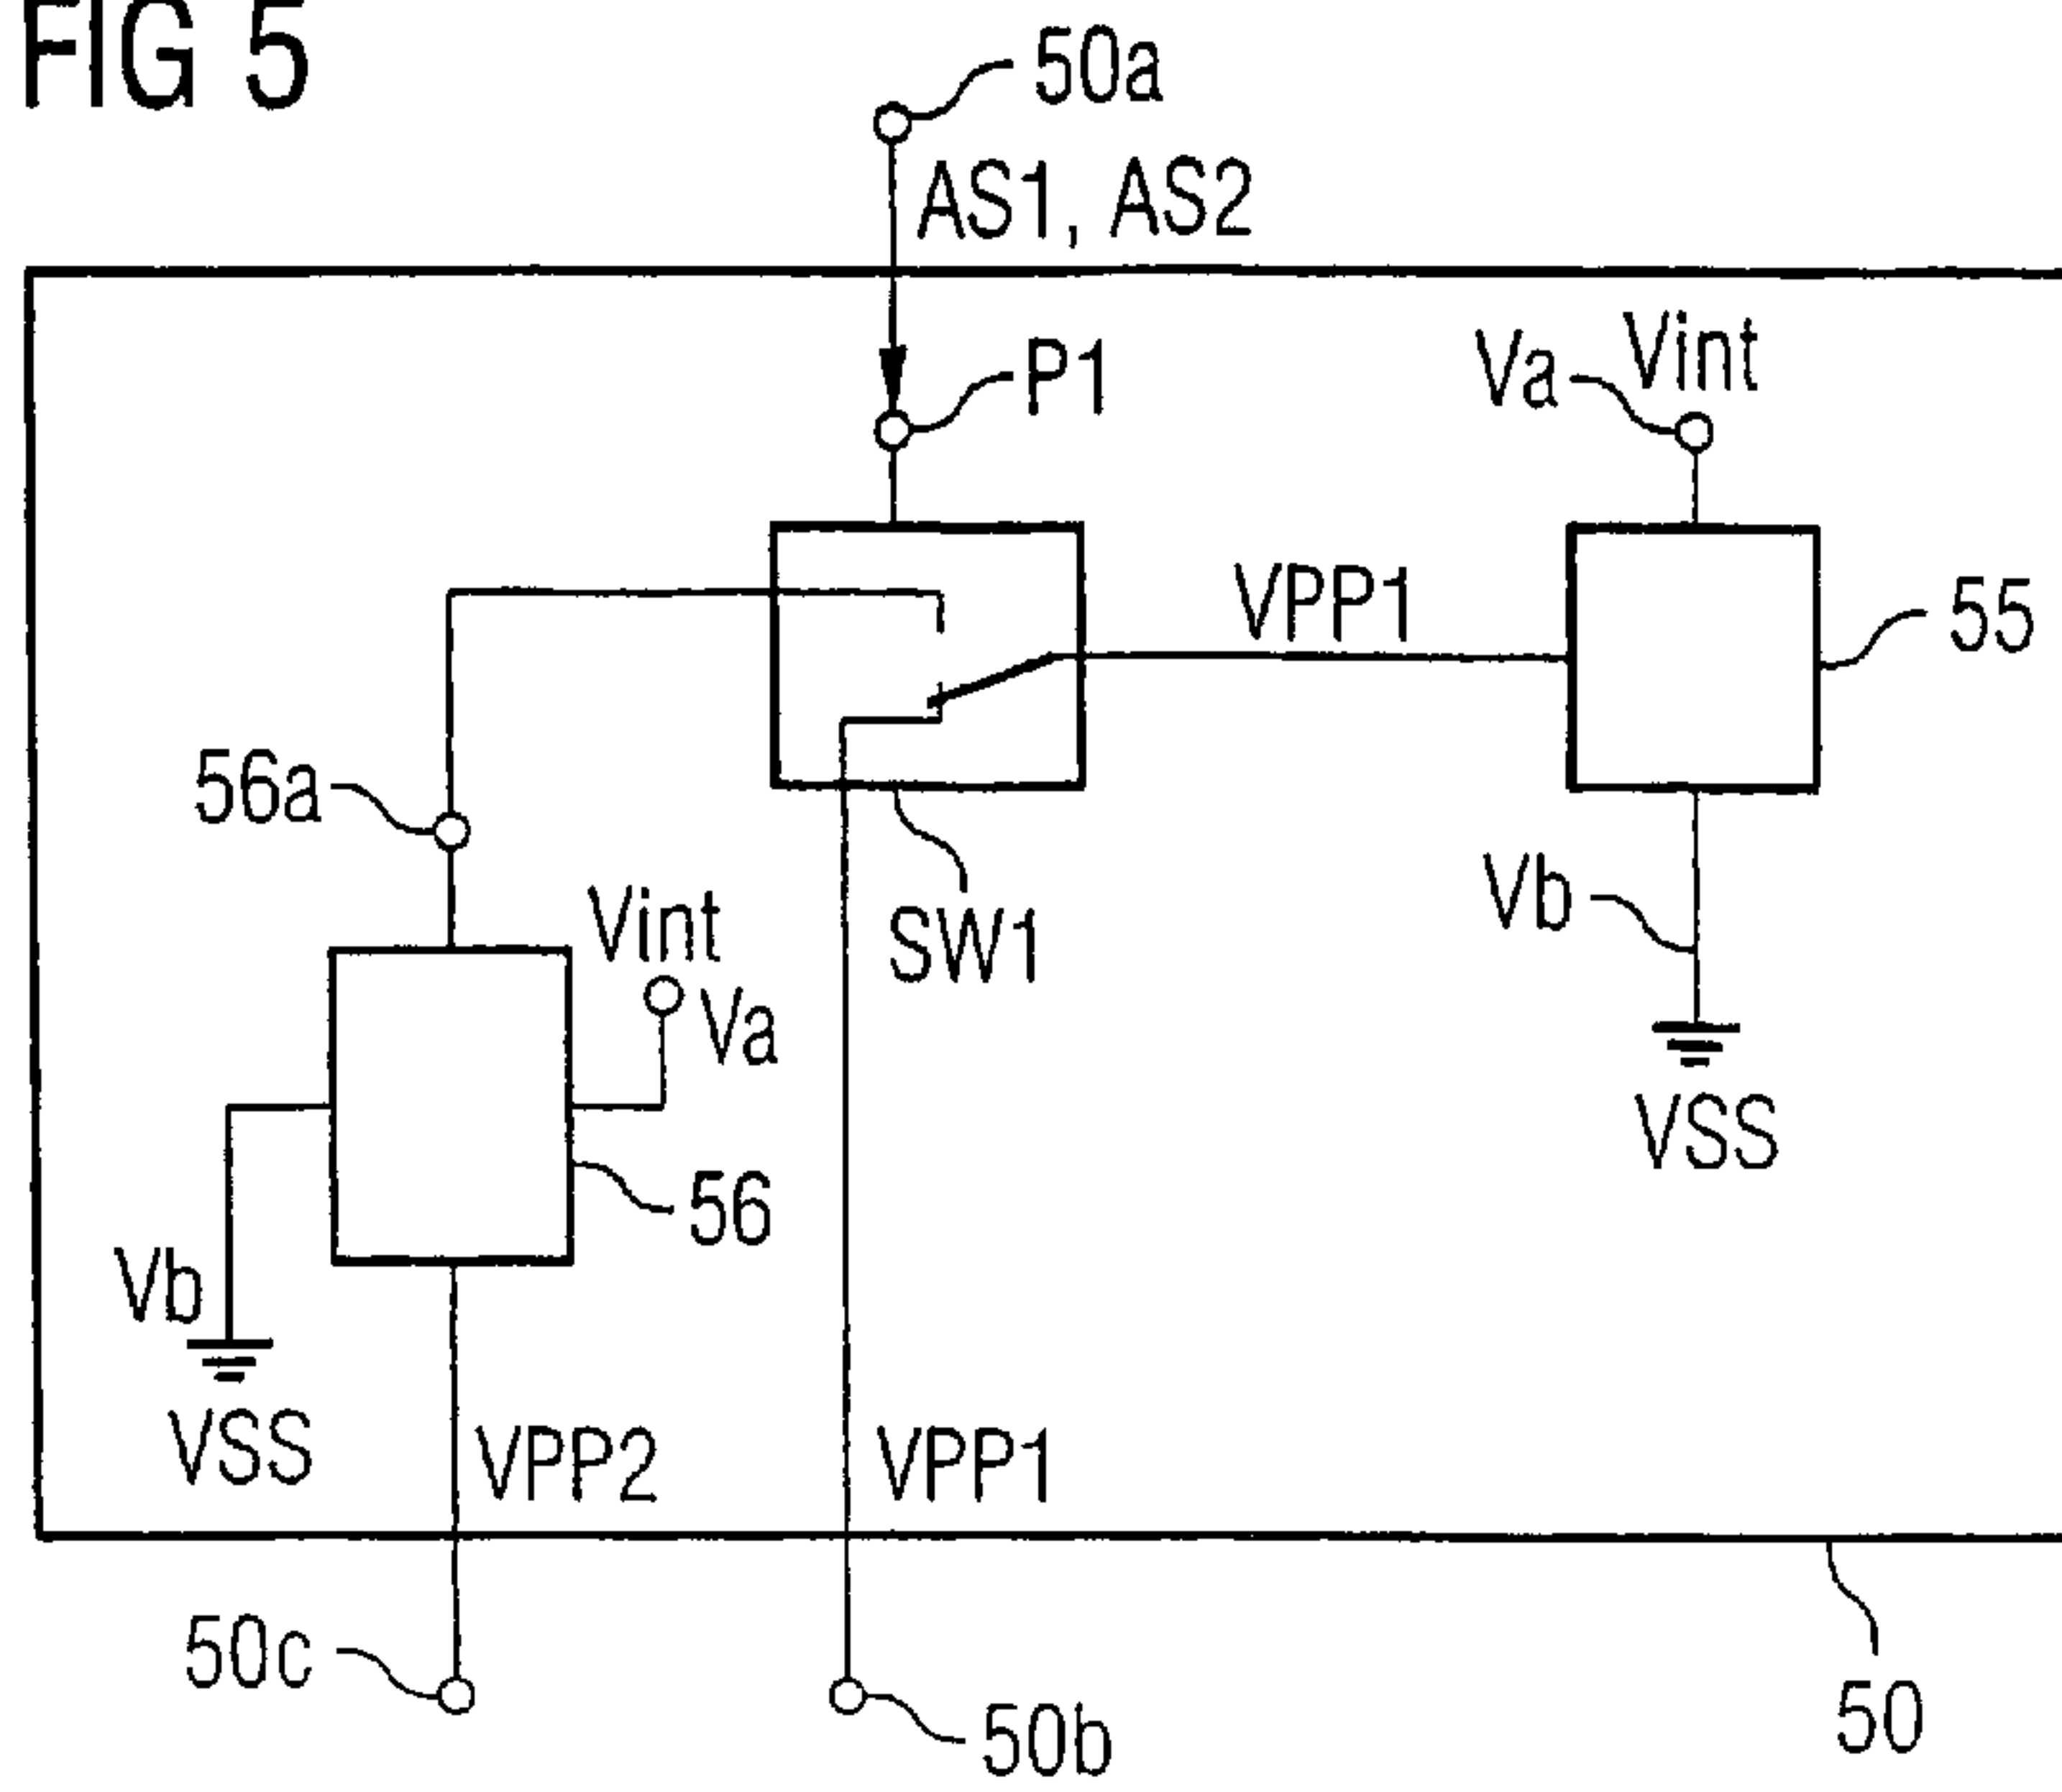 FIG 5
50a
AS1, AS2
P1
Va
Vint
VPP1
55
56a
Vint
Va
SW1
Vb
VSS
56
Vb
VSS
VPP2
VPP1
50c
50b
50